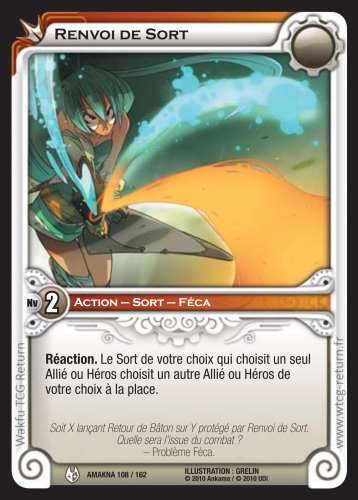 RENVOI DE SORT
Nv 2
ACTION – SORT – FÉCA
Réaction. Le Sort de votre choix qui choisit un seul
Allié ou Héros choisit un autre Allié ou Héros de
votre choix à la place.
Soit X lançant Retour de Bâton sur Y protégé par Renvoi de Sort.
Quelle sera l'issue du combat ?
– Problème Féca.
Wakfu TCG Return
www.wtcg-return.fr
AMAKNA 108 / 162
ILLUSTRATION : GRELIN
© 2010 Ankama / © 2010 UDI